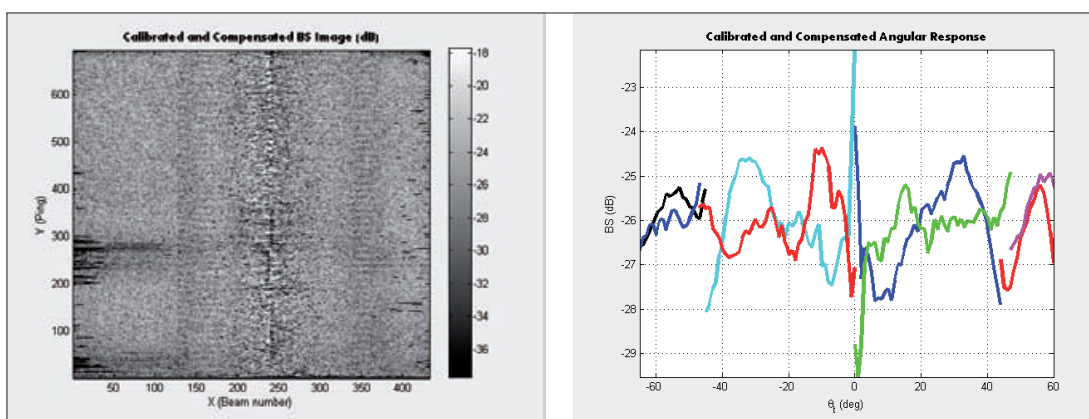 Calibrated and Compensated BS Image (dB)
Y (Ping)
600
500
400
300
200
100
50 100 150 200 250 300 350 400
X (Beam number)
-18
-20
-22
-24
-26
-28
-30
-32
-34
-36
Calibrated and Compensated Angular Response
BS (dB)
-23
-24
-25
-26
-27
-28
-29
-60 -40 -20 0 20 40 60
θt (deg)